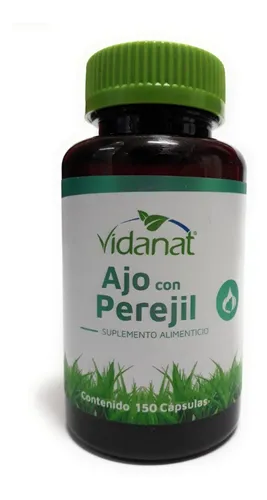 Vidanat®
Ajo con
Perejil
SUPLEMENTO ALIMENTICIO
Contenido 150 Cápsulas